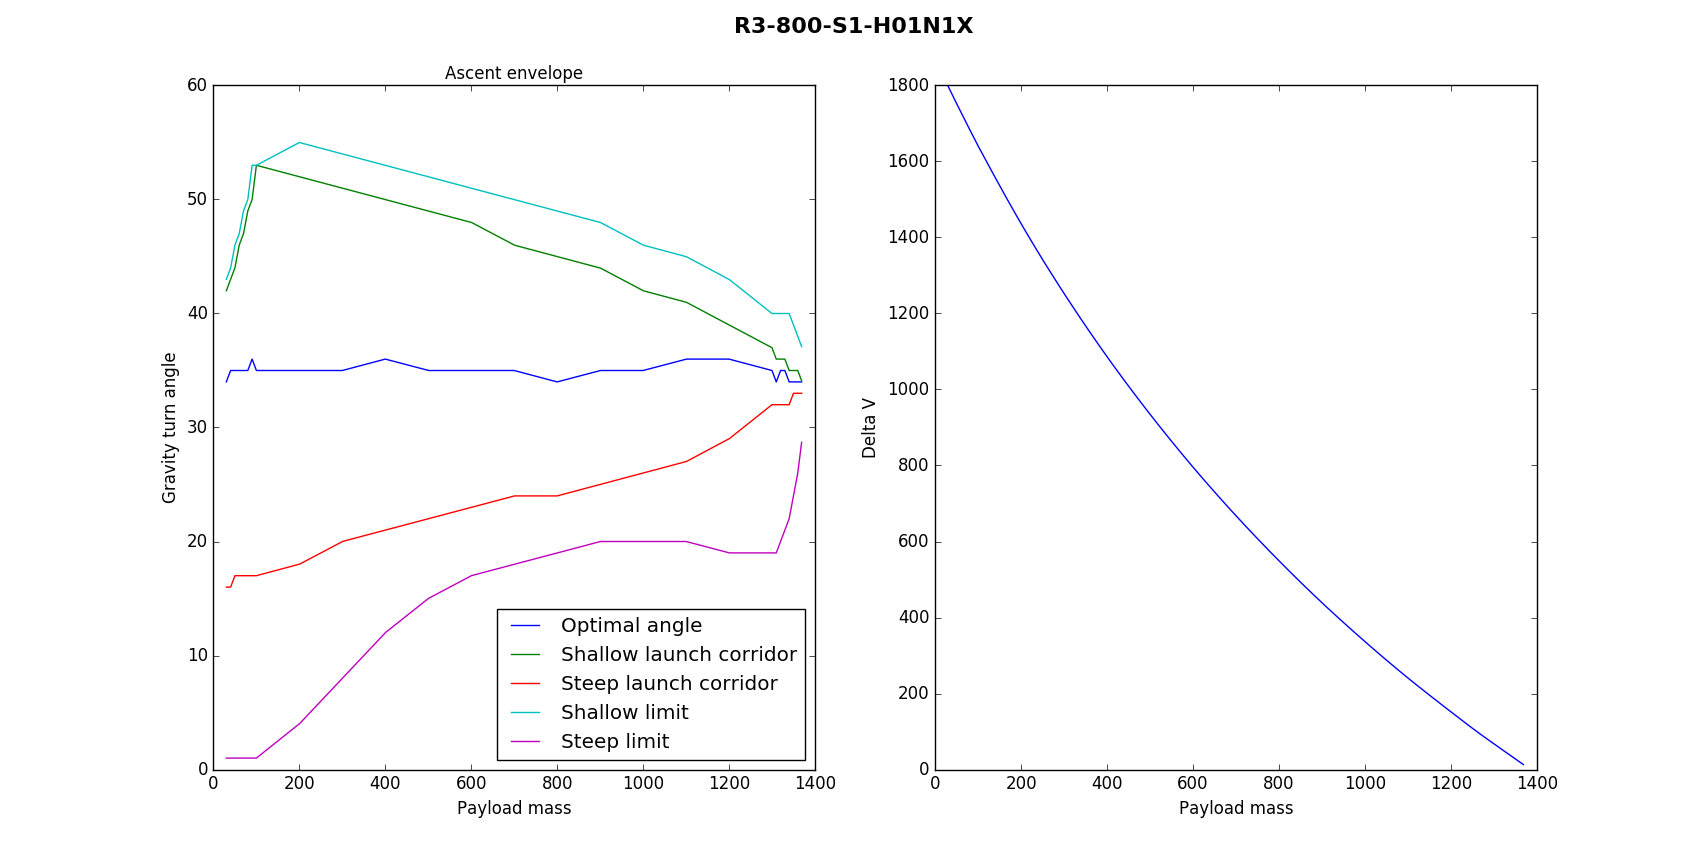 R3-800-S1-H01N1X
Ascent envelope
60
50
40
30
20
10
0
Gravity turn angle
0 200 400 600 800 1000 1200 1400
Payload mass
Optimal angle
Shallow launch corridor
Steep launch corridor
Shallow limit
Steep limit
1800
1600
1400
1200
1000
800
600
400
200
0
Delta V
0 200 400 600 800 1000 1200 1400
Payload mass